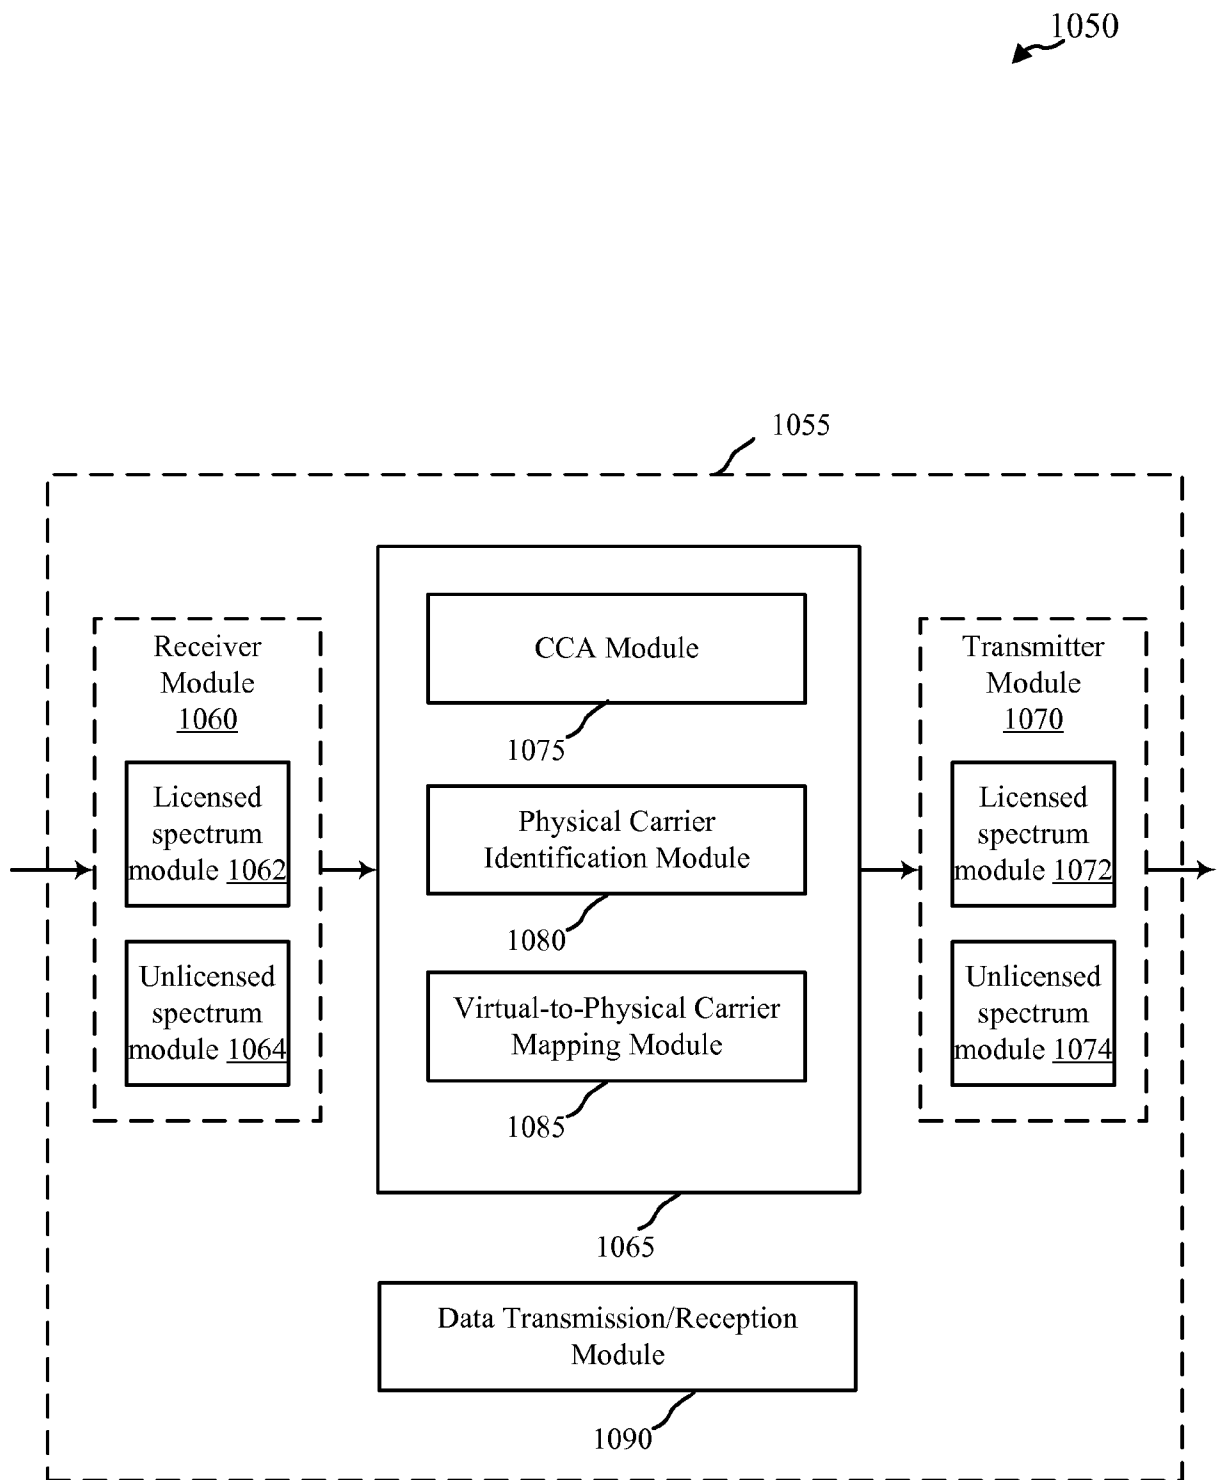 1050
1055
Receiver
Module
1060
Licensed
spectrum
module 1062
Unlicensed
spectrum
module 1064
CCA Module
1075
Physical Carrier
Identification Module
1080
Virtual-to-Physical Carrier
Mapping Module
1085
1065
Transmitter
Module
1070
Licensed
spectrum
module 1072
Unlicensed
spectrum
module 1074
Data Transmission/Reception
Module
1090